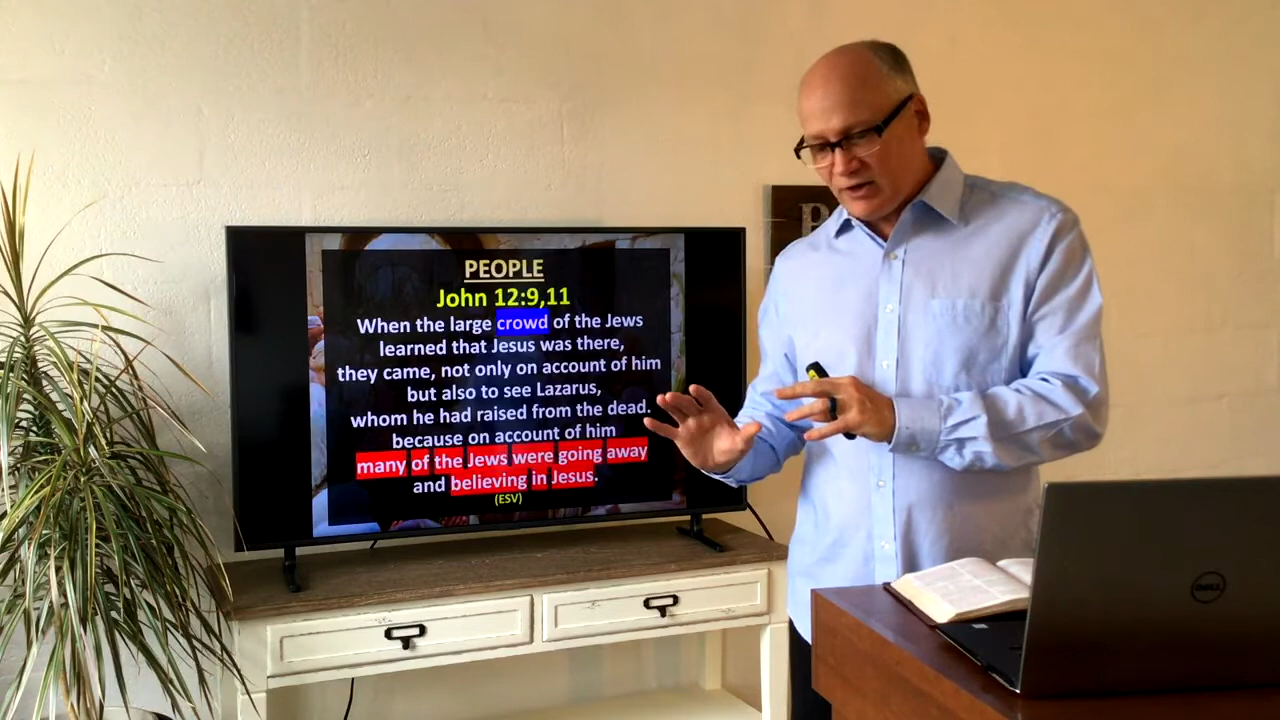 PEOPLE
John 12:9,11
When the large crowd of the Jews
learned that Jesus was there,
they came, not only on account of him
but also to see Lazarus,
whom he had raised from the dead.
because on account of him
many of the Jews were going away
and believing in Jesus.
(ESV)
P
DELL